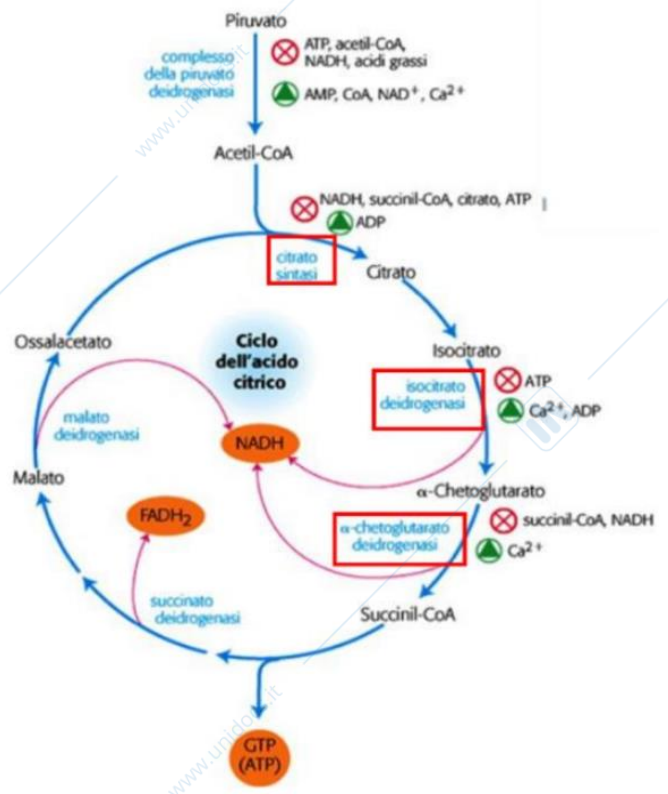 Piruvato
complesso
della piruvato
deidrogenasi
ATP, acetil-CoA,
NADH, acidi grassi
AMP, CoA, NAD⁺, Ca²⁺
Acetil-CoA
NADH, succinil-CoA, citrato, ATP
ADP
citrato
sintasi
Citrato
Ossalacetato
Ciclo
dell'acido
citrico
Isocitrato
isocitrato
deidrogenasi
ATP
Ca²⁺, ADP
malato
deidrogenasi
NADH
Malato
α-Chetoglutarato
FADH₂
α-chetoglutarato
deidrogenasi
succinil-CoA, NADH
Ca²⁺
succinato
deidrogenasi
Succinil-CoA
GTP
(ATP)